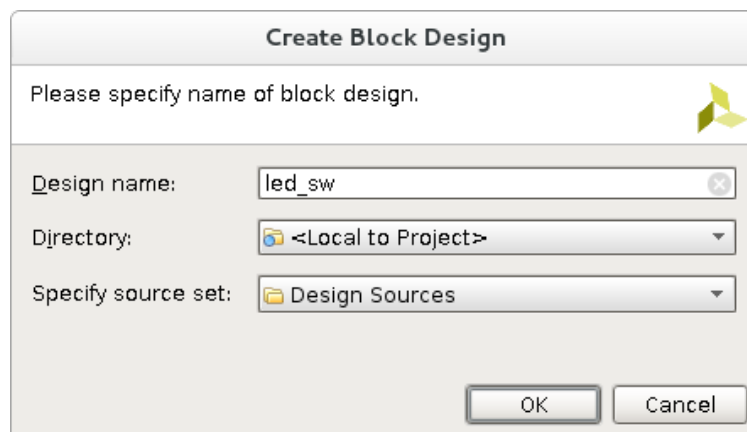 Create Block Design
Please specify name of block design.
Design name: led_sw
Directory: <Local to Project>
Specify source set: Design Sources
OK Cancel